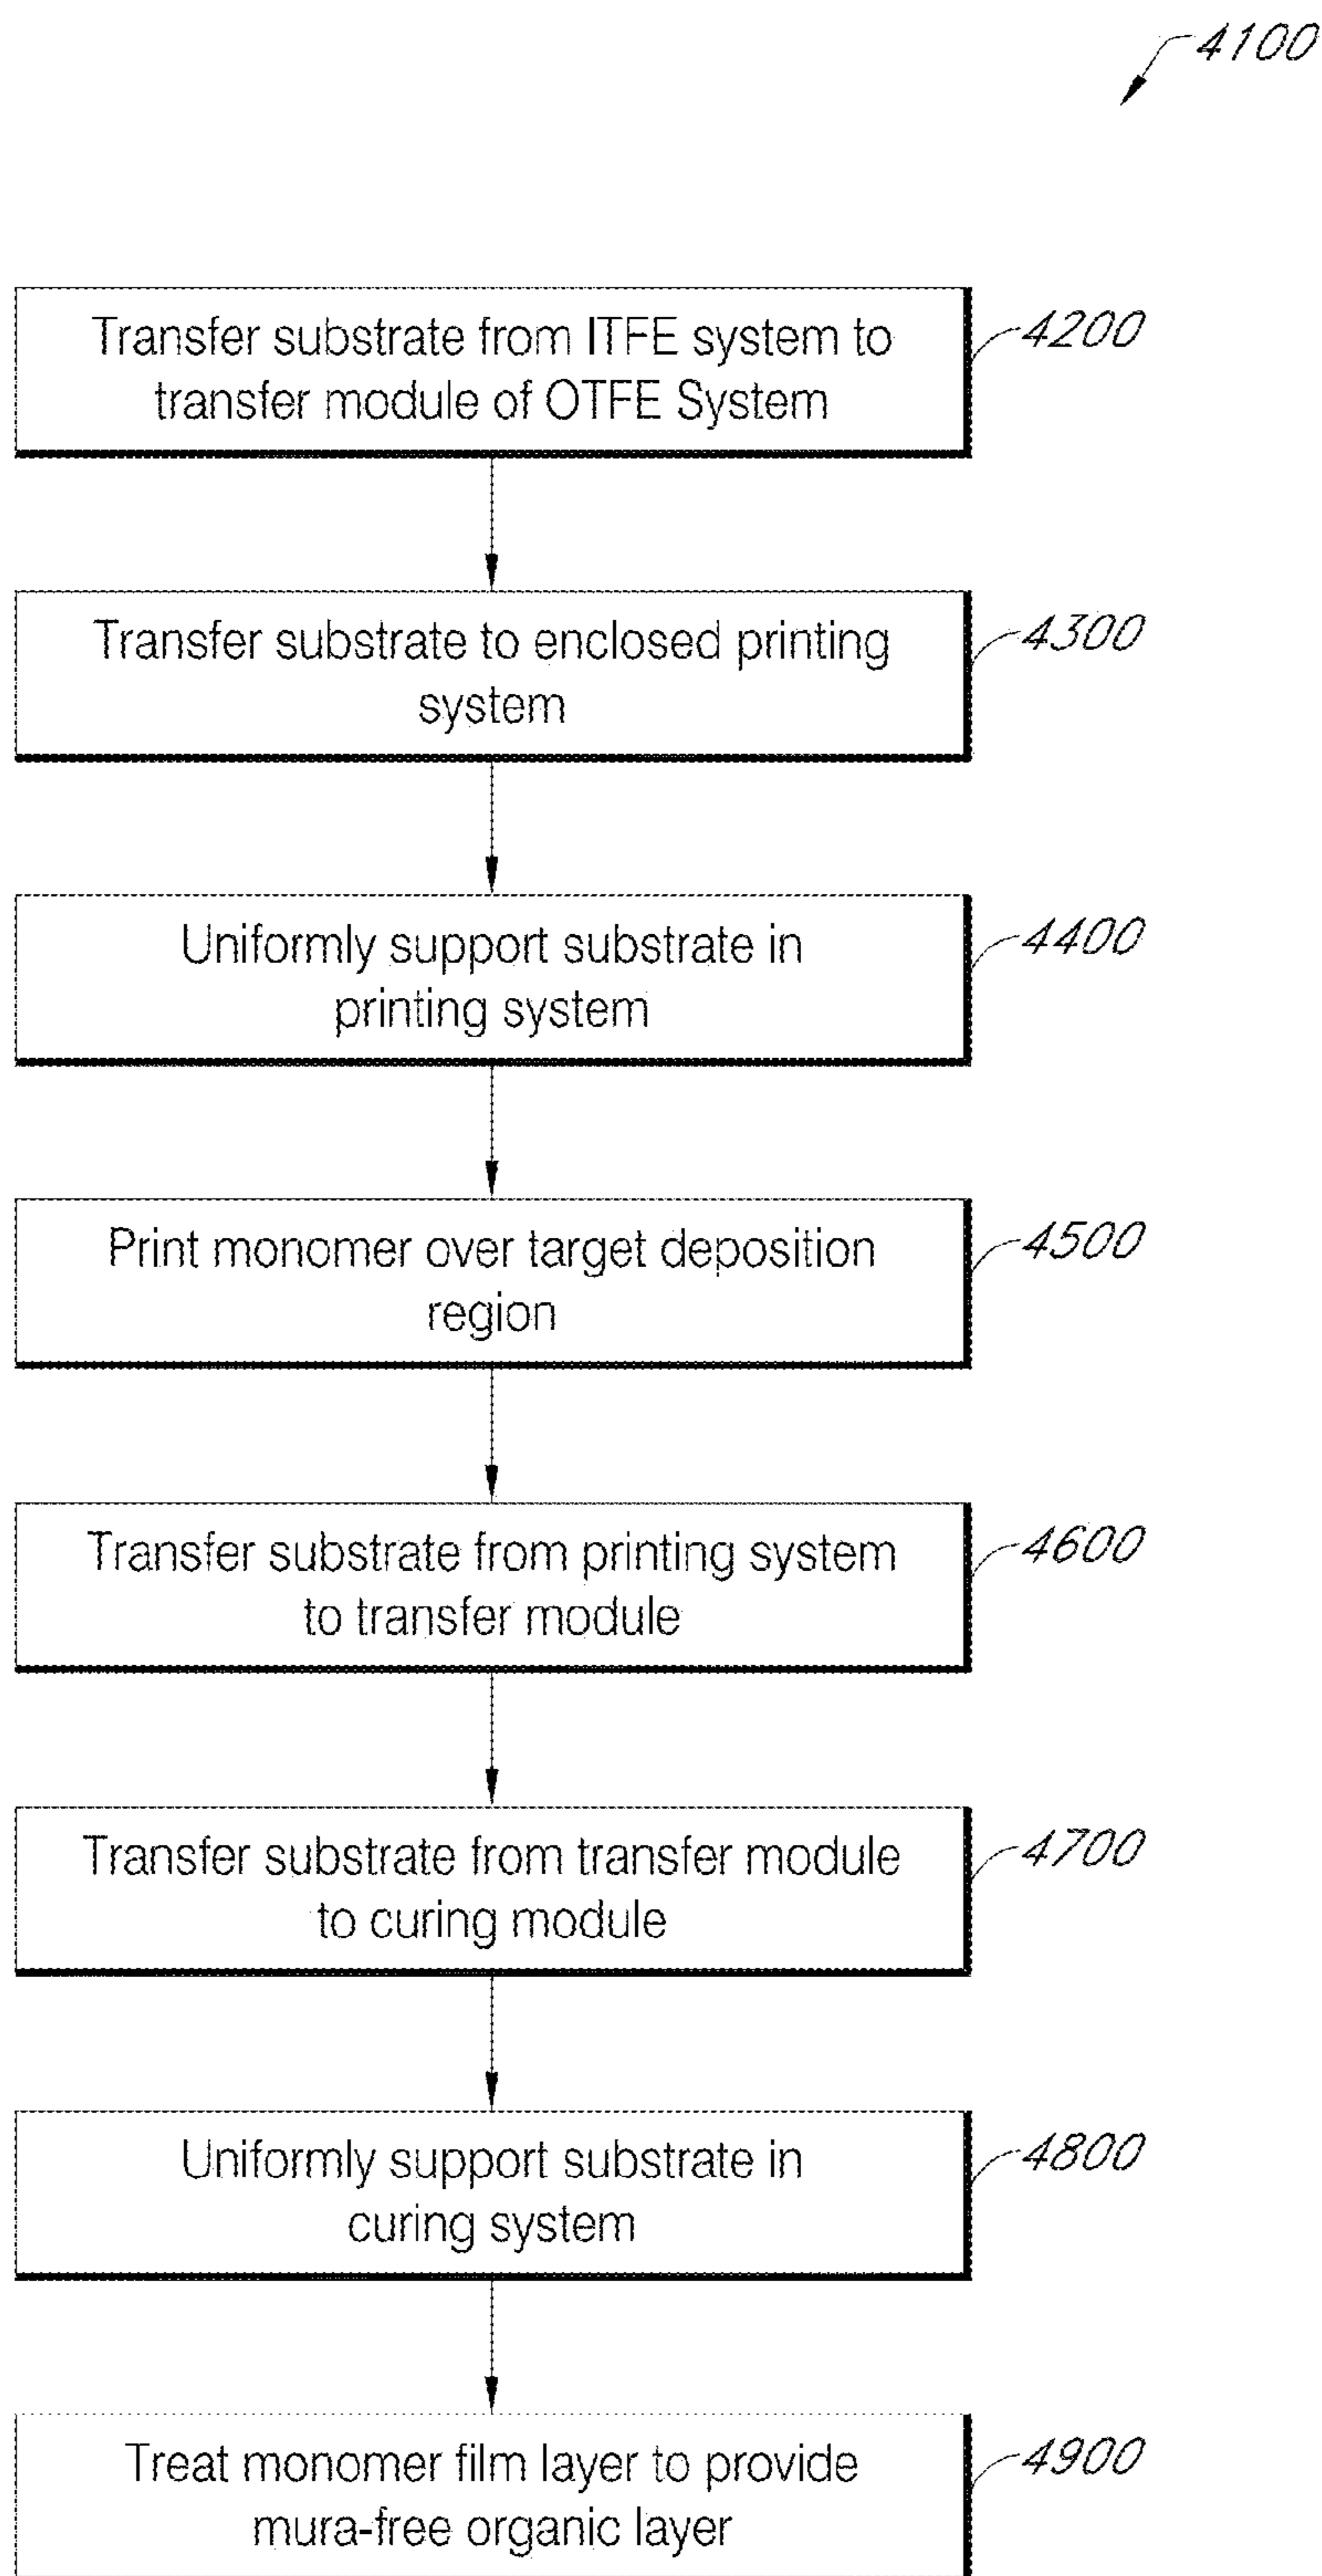 4100
Transfer substrate from ITFE system to
transfer module of OTFE System
4200
Transfer substrate to enclosed printing
system
4300
Uniformly support substrate in
printing system
4400
Print monomer over target deposition
region
4500
Transfer substrate from printing system
to transfer module
4600
Transfer substrate from transfer module
to curing module
4700
Uniformly support substrate in
curing system
4800
Treat monomer film layer to provide
mura-free organic layer
4900